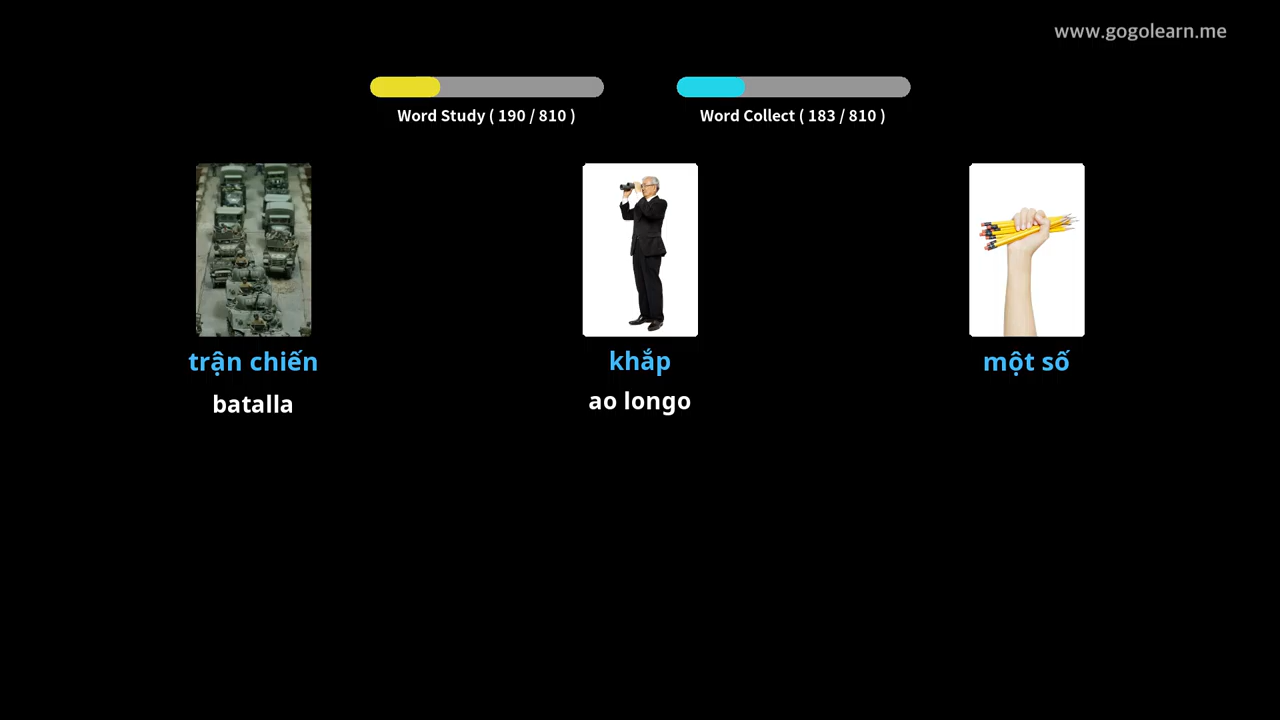 www.gogolearn.me
Word Study ( 190 / 810 )
Word Collect ( 183 / 810 )
trận chiến
khắp
một số
batalla
ao longo